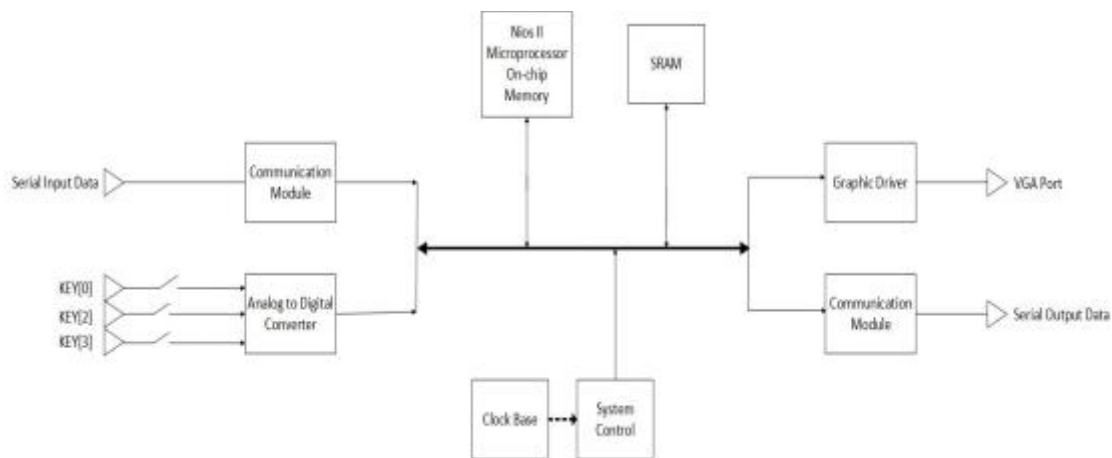 Nios II
Microprocessor
On-chip
Memory
SRAM
Serial Input Data
Communication
Module
Graphic Driver
VGA Port
KEY[0]
KEY[2]
KEY[3]
Analog to Digital
Converter
Communication
Module
Serial Output Data
Clock Base
System
Control